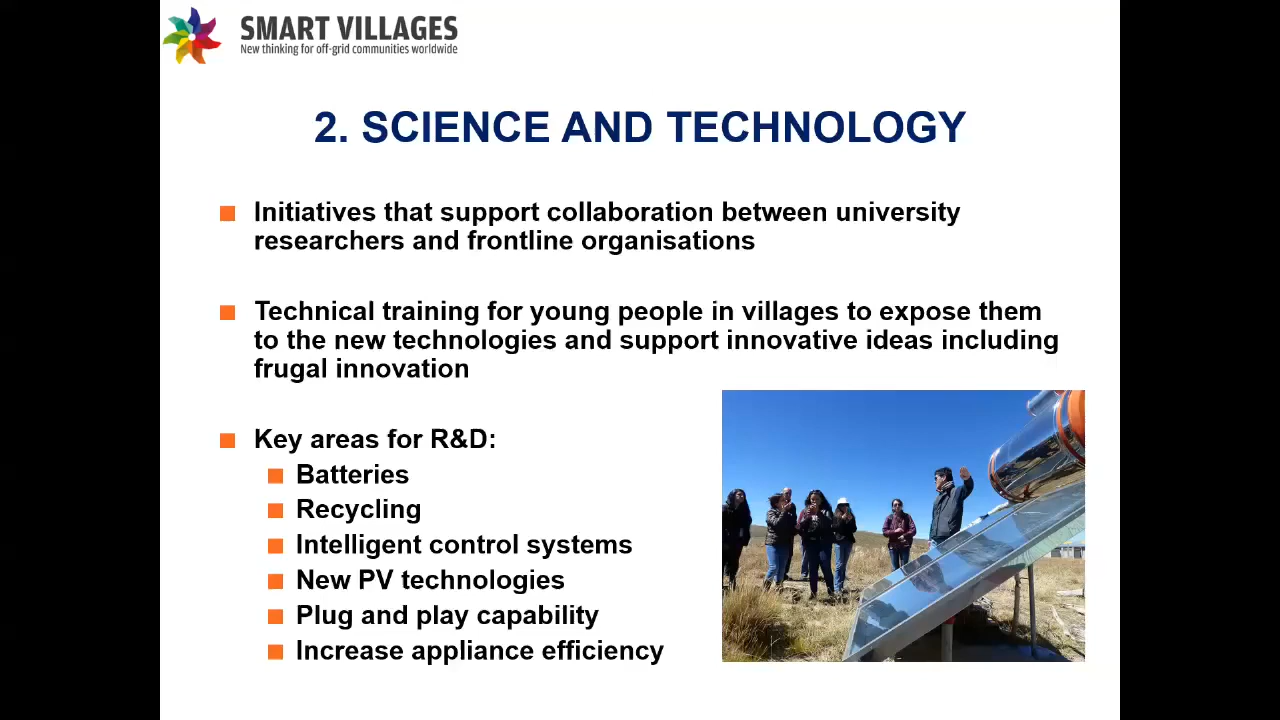 SMART VILLAGES
New thinking for off-grid communities worldwide
2. SCIENCE AND TECHNOLOGY
Initiatives that support collaboration between university
researchers and frontline organisations
Technical training for young people in villages to expose them
to the new technologies and support innovative ideas including
frugal innovation
Key areas for R&D:
Batteries
Recycling
Intelligent control systems
New PV technologies
Plug and play capability
Increase appliance efficiency